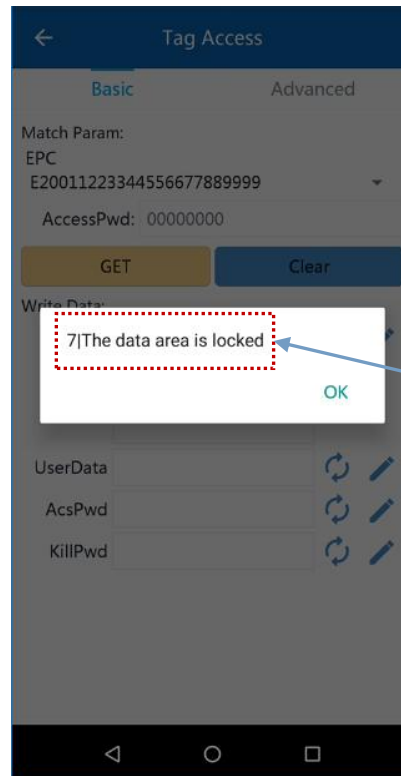 Tag Access
Basic Advanced
Match Param:
EPC
E20011223344556677889999
AccessPwd: 00000000
GET Clear
Write Data:
7|The data area is locked
OK
UserData
AcsPwd
KillPwd